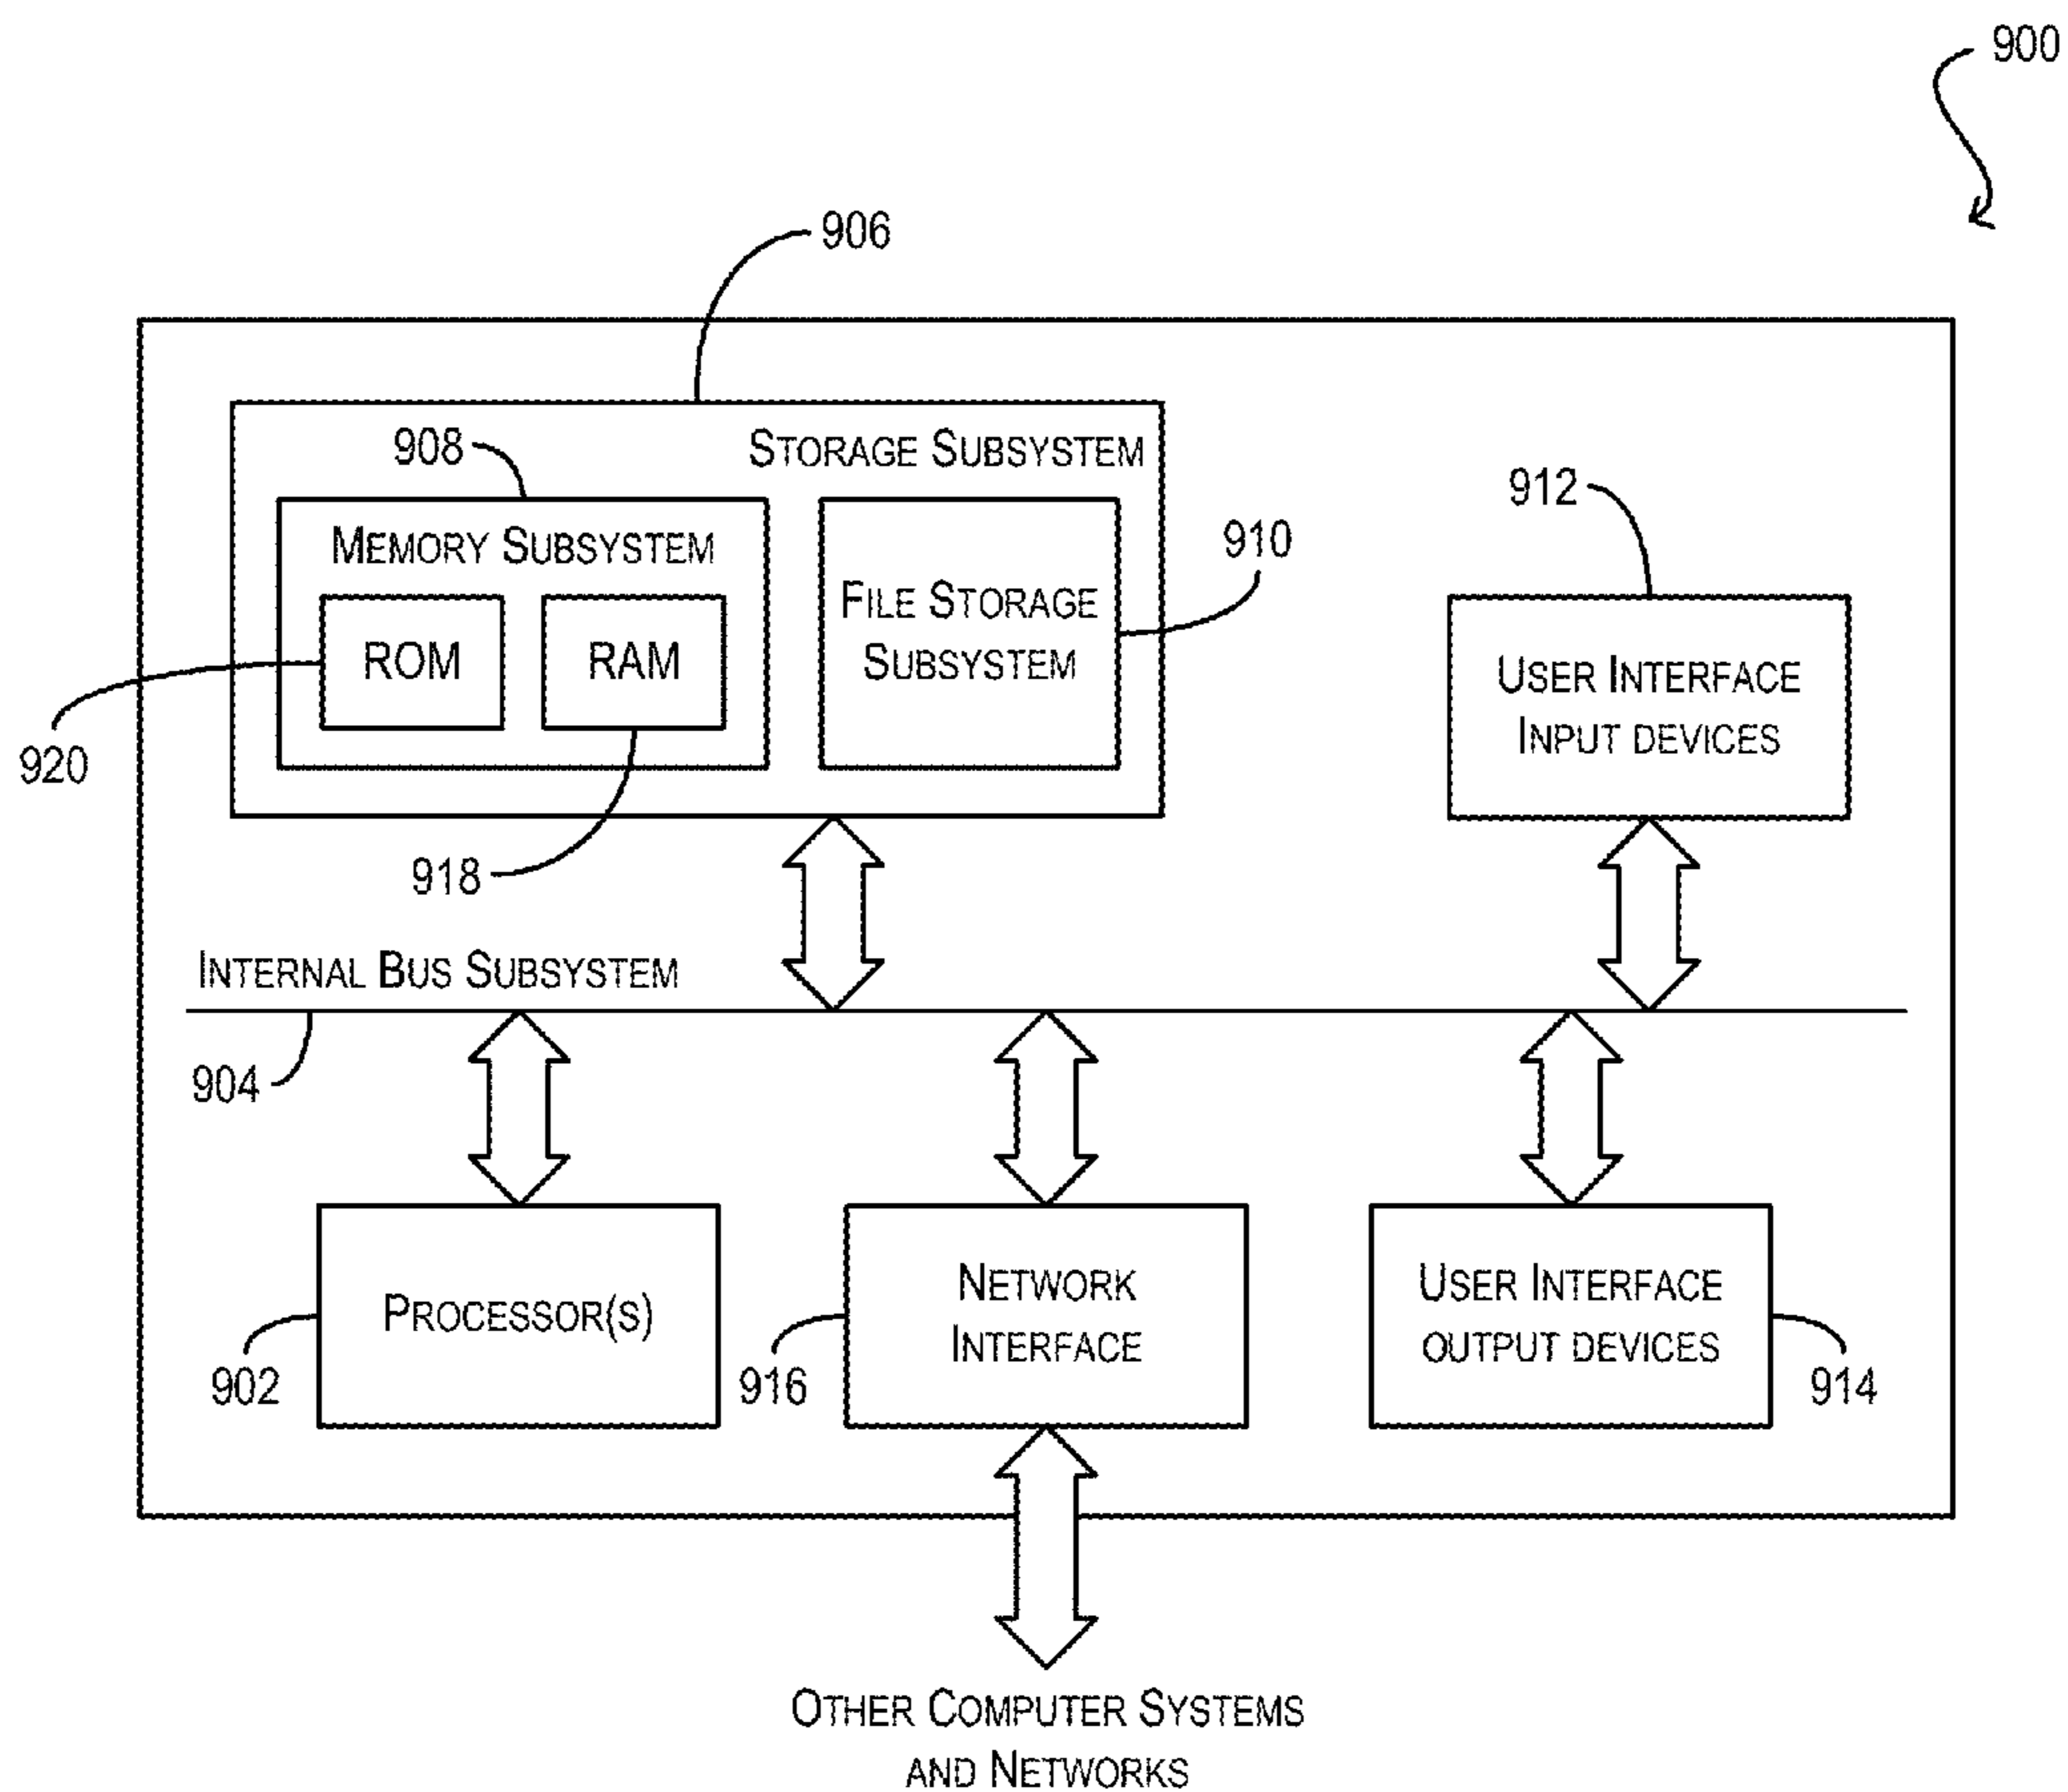 900
906
908
STORAGE SUBSYSTEM
912
MEMORY SUBSYSTEM
910
FILE STORAGE
SUBSYSTEM
ROM
RAM
USER INTERFACE
INPUT DEVICES
920
918
INTERNAL BUS SUBSYSTEM
904
PROCESSOR(S)
902
NETWORK
INTERFACE
916
USER INTERFACE
OUTPUT DEVICES
914
OTHER COMPUTER SYSTEMS
AND NETWORKS